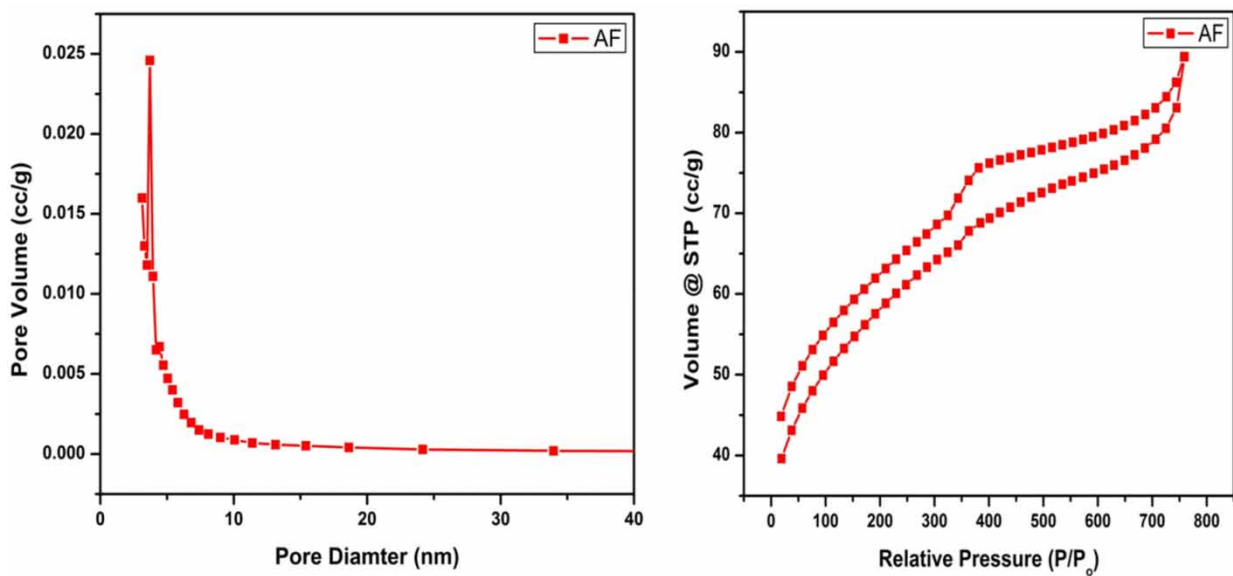 AF
Pore Volume (cc/g)
0.025
0.020
0.015
0.010
0.005
0.000
0 10 20 30 40
Pore Diamter (nm)
AF
Volume @ STP (cc/g)
90
80
70
60
50
40
0 100 200 300 400 500 600 700 800
Relative Pressure (P/Po)